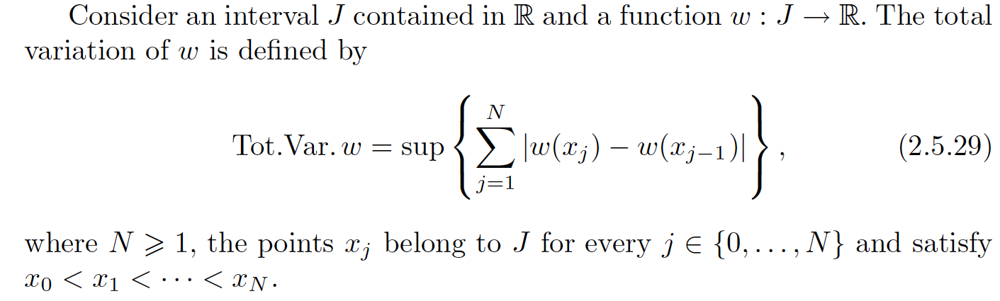 Consider an interval J contained in ℝ and a function w : J → ℝ. The total
variation of w is defined by
Tot.Var. w = sup { ∑_{j=1}^{N} |w(x_j) − w(x_{j−1})| } , (2.5.29)
where N ⩾ 1, the points x_j belong to J for every j ∈ {0, . . . , N} and satisfy
x_0 < x_1 < · · · < x_N.